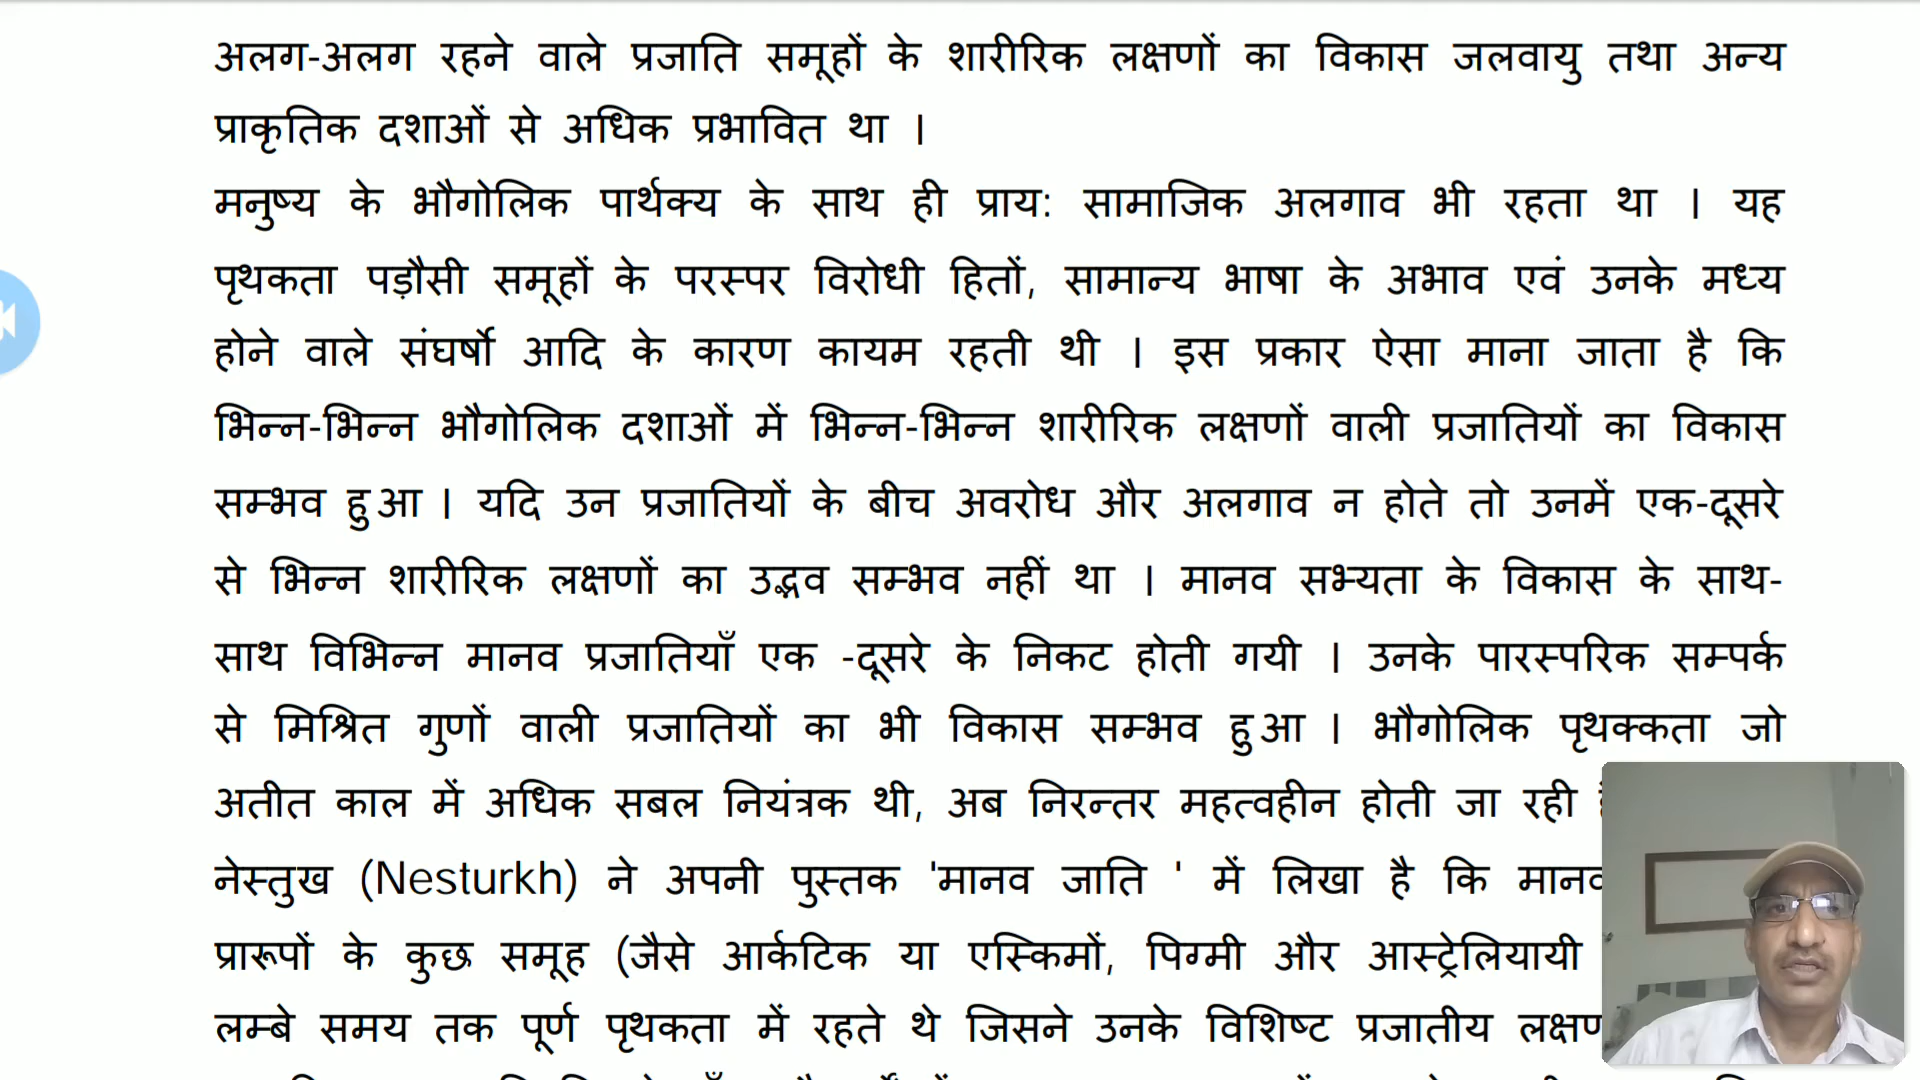 अलग-अलग रहने वाले प्रजाति समूहों के शारीरिक लक्षणों का विकास जलवायु तथा अन्य
प्राकृतिक दशाओं से अधिक प्रभावित था ।
मनुष्य के भौगोलिक पार्थक्य के साथ ही प्राय: सामाजिक अलगाव भी रहता था । यह
पृथकता पड़ौसी समूहों के परस्पर विरोधी हितों, सामान्य भाषा के अभाव एवं उनके मध्य
होने वाले संघर्षो आदि के कारण कायम रहती थी । इस प्रकार ऐसा माना जाता है कि
भिन्न-भिन्न भौगोलिक दशाओं में भिन्न-भिन्न शारीरिक लक्षणों वाली प्रजातियों का विकास
सम्भव हुआ । यदि उन प्रजातियों के बीच अवरोध और अलगाव न होते तो उनमें एक-दूसरे
से भिन्न शारीरिक लक्षणों का उद्भव सम्भव नहीं था । मानव सभ्यता के विकास के साथ-
साथ विभिन्न मानव प्रजातियाँ एक -दूसरे के निकट होती गयी । उनके पारस्परिक सम्पर्क
से मिश्रित गुणों वाली प्रजातियों का भी विकास सम्भव हुआ । भौगोलिक पृथक्कता जो
अतीत काल में अधिक सबल नियंत्रक थी, अब निरन्तर महत्वहीन होती जा रही
नेस्तुख (Nesturkh) ने अपनी पुस्तक 'मानव जाति ' में लिखा है कि मानव
प्रारूपों के कुछ समूह (जैसे आर्कटिक या एस्किमों, पिग्मी और आस्ट्रेलियायी
लम्बे समय तक पूर्ण पृथकता में रहते थे जिसने उनके विशिष्ट प्रजातीय